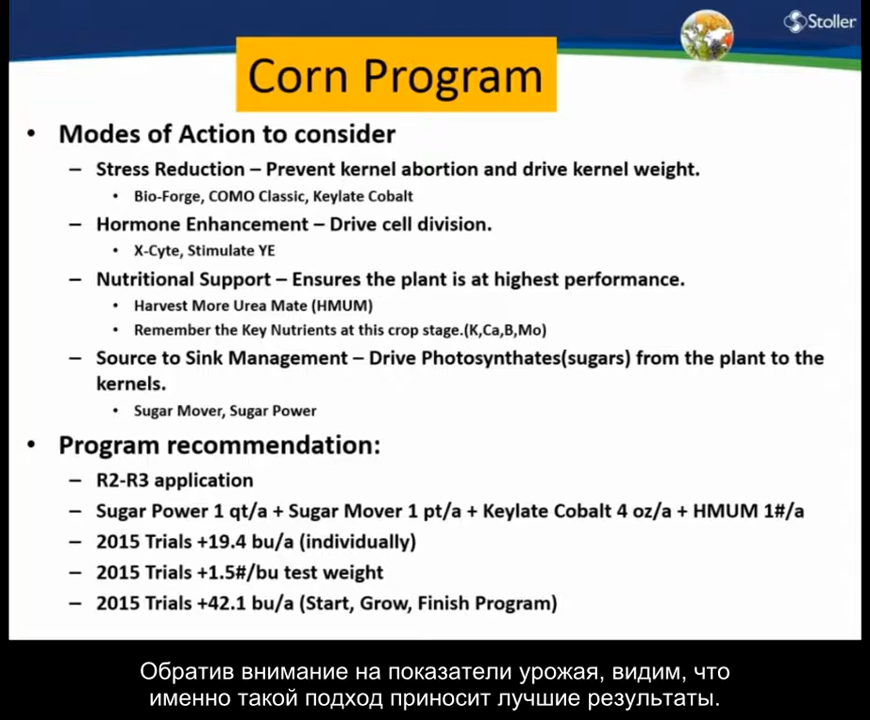 Stoller
Corn Program
• Modes of Action to consider
– Stress Reduction – Prevent kernel abortion and drive kernel weight.
• Bio-Forge, COMO Classic, Keylate Cobalt
– Hormone Enhancement – Drive cell division.
• X-Cyte, Stimulate YE
– Nutritional Support – Ensures the plant is at highest performance.
• Harvest More Urea Mate (HMUM)
• Remember the Key Nutrients at this crop stage.(K,Ca,B,Mo)
– Source to Sink Management – Drive Photosynthates(sugars) from the plant to the
kernels.
• Sugar Mover, Sugar Power
• Program recommendation:
– R2-R3 application
– Sugar Power 1 qt/a + Sugar Mover 1 pt/a + Keylate Cobalt 4 oz/a + HMUM 1#/a
– 2015 Trials +19.4 bu/a (individually)
– 2015 Trials +1.5#/bu test weight
– 2015 Trials +42.1 bu/a (Start, Grow, Finish Program)
Обратив внимание на показатели урожая, видим, что
именно такой подход приносит лучшие результаты.